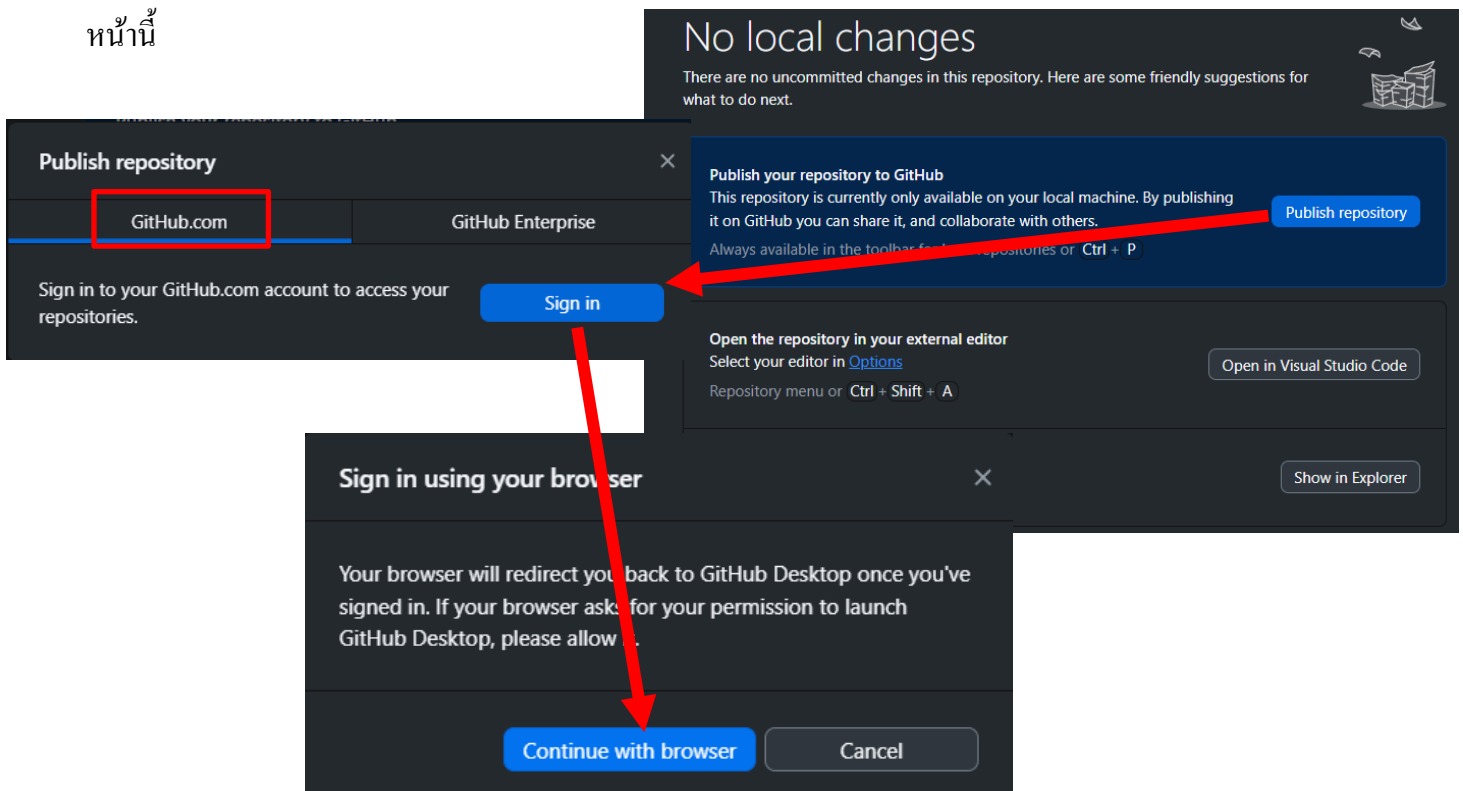 หน้านี้
No local changes
There are no uncommitted changes in this repository. Here are some friendly suggestions for
what to do next.
Publish your repository to GitHub
This repository is currently only available on your local machine. By publishing
it on GitHub you can share it, and collaborate with others.
Publish repository
Always available in the toolbar repositories or Ctrl + P
Publish repository
GitHub.com
GitHub Enterprise
Sign in to your GitHub.com account to access your
repositories.
Sign in
Open the repository in your external editor
Select your editor in Options
Repository menu or Ctrl + Shift + A
Open in Visual Studio Code
Show in Explorer
Sign in using your browser
Your browser will redirect you back to GitHub Desktop once you've
signed in. If your browser asks for your permission to launch
GitHub Desktop, please allow
Continue with browser
Cancel